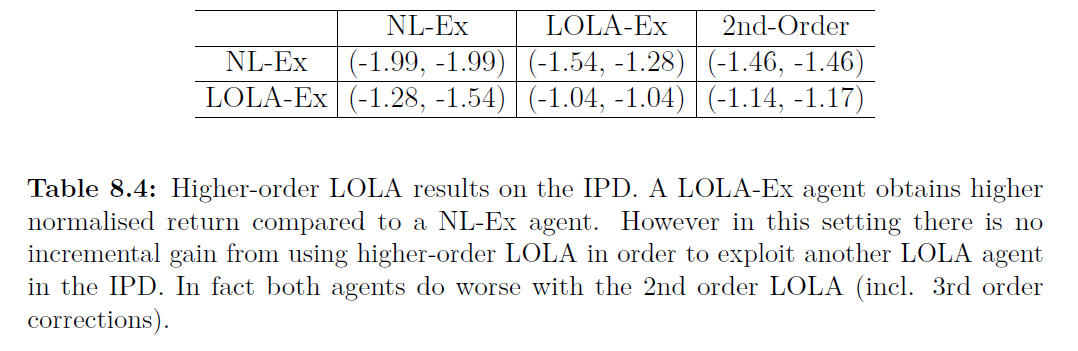 NL-Ex LOLA-Ex 2nd-Order
NL-Ex (-1.99, -1.99) (-1.54, -1.28) (-1.46, -1.46)
LOLA-Ex (-1.28, -1.54) (-1.04, -1.04) (-1.14, -1.17)
Table 8.4: Higher-order LOLA results on the IPD. A LOLA-Ex agent obtains higher
normalised return compared to a NL-Ex agent. However in this setting there is no
incremental gain from using higher-order LOLA in order to exploit another LOLA agent
in the IPD. In fact both agents do worse with the 2nd order LOLA (incl. 3rd order
corrections).